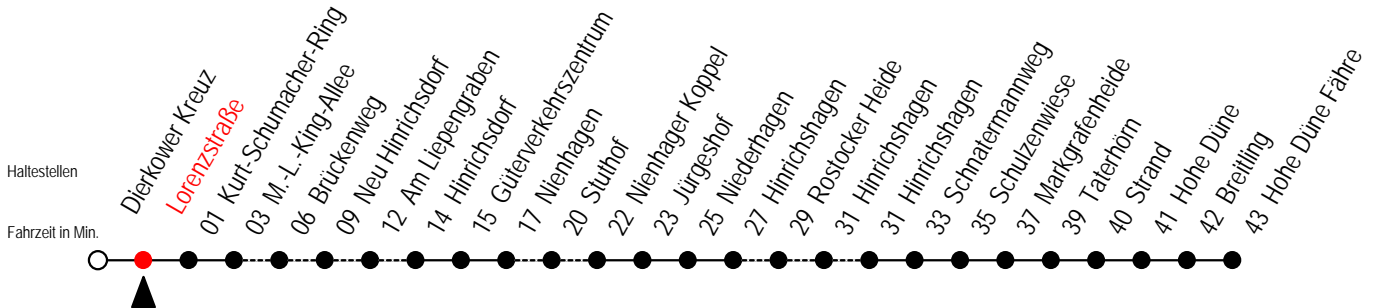 Haltestellen
Fahrzeit in Min.
Dierkower Kreuz
Lorenzstraße
01 Kurt-Schumacher-Ring
03 M.-L.-King-Allee
06 Brückenweg
09 Neu Hinrichsdorf
12 Am Liepengraben
14 Hinrichsdorf
15 Güterverkehrszentrum
17 Nienhagen
20 Stuthof
22 Nienhager Koppel
23 Jürgeshof
25 Niederhagen
27 Hinrichshagen
29 Rostocker Heide
31 Hinrichshagen
31 Hinrichshagen
33 Schnatermannweg
35 Schulzenwiese
37 Markgrafenheide
39 Taterhörn
40 Strand
41 Hohe Düne
42 Breitling
43 Hohe Düne Fähre